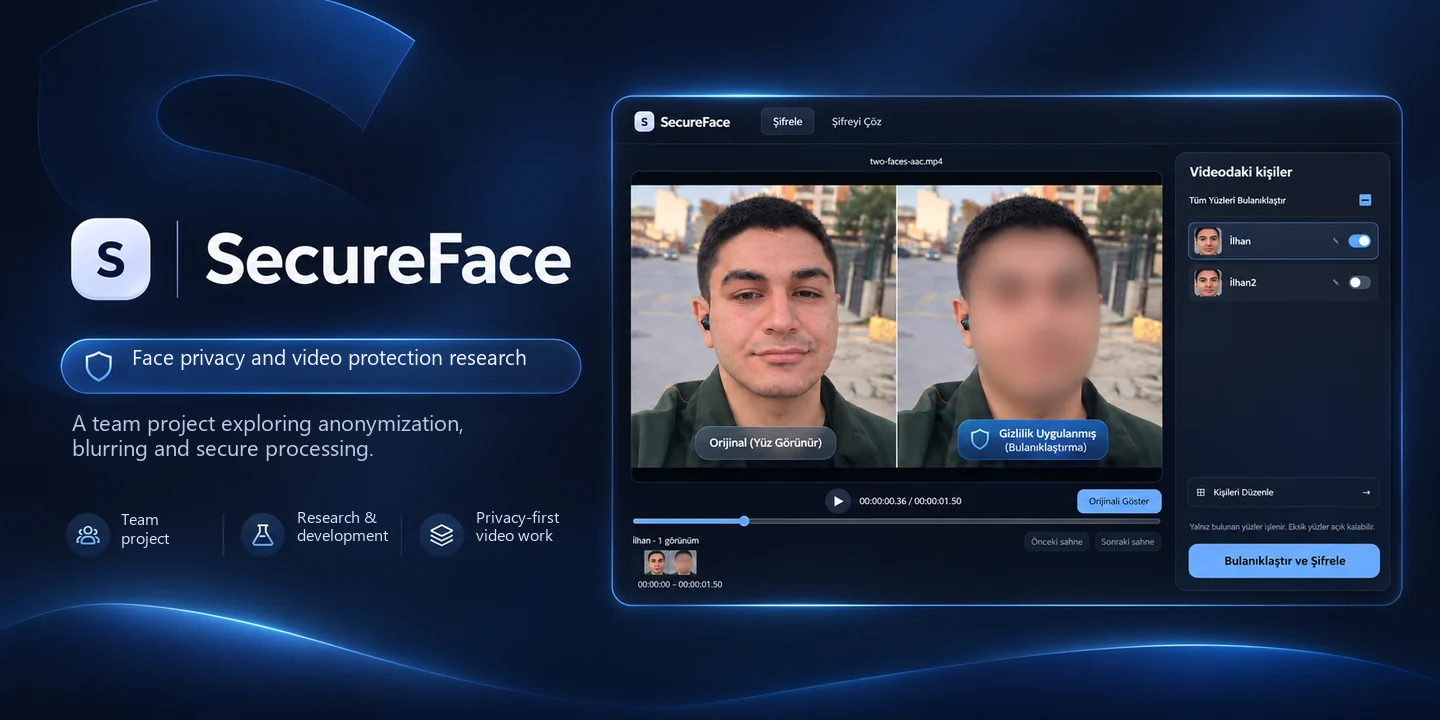 S
SecureFace
Face privacy and video protection research
A team project exploring anonymization,
blurring and secure processing.
Team
project
Research &
development
Privacy-first
video work
S
SecureFace
Şifrele
Şifreyi Çöz
two-faces-aac.mp4
Orijinal (Yüz Görünür)
Gizlilik Uygulanmış
(Bulanıklaştırma)
00:00:00.36 / 00:00:01.50
Orijinali Göster
İlhan - 1 görünüm
Önceki sahne
Sonraki sahne
00:00:00 – 00:00:01.50
Videodaki kişiler
Tüm Yüzleri Bulanıklaştır
İlhan
İlhan2
Kişileri Düzenle
Yalnız bulunan yüzler işlenir. Eksik yüzler açık kalabilir.
Bulanıklaştır ve Şifrele